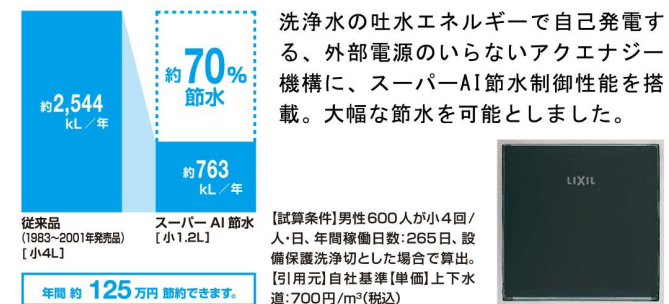 洗浄水の吐水エネルギーで自己発電す
る、外部電源のいらないアクエナジー
機構に、スーパーAI節水制御性能を搭
載。大幅な節水を可能としました。
約2,544
kL／年
約70%
節水
約763
kL／年
従来品
(1983〜2001年発売品)
[小4L]
スーパー AI 節水
[小1.2L]
年間 約 125 万円 節約できます。
【試算条件】男性600人が小4回/
人・日、年間稼働日数:265日、設
備保護洗浄切とした場合で算出。
【引用元】自社基準【単価】上下水
道:700円/m³(税込)
LIXIL